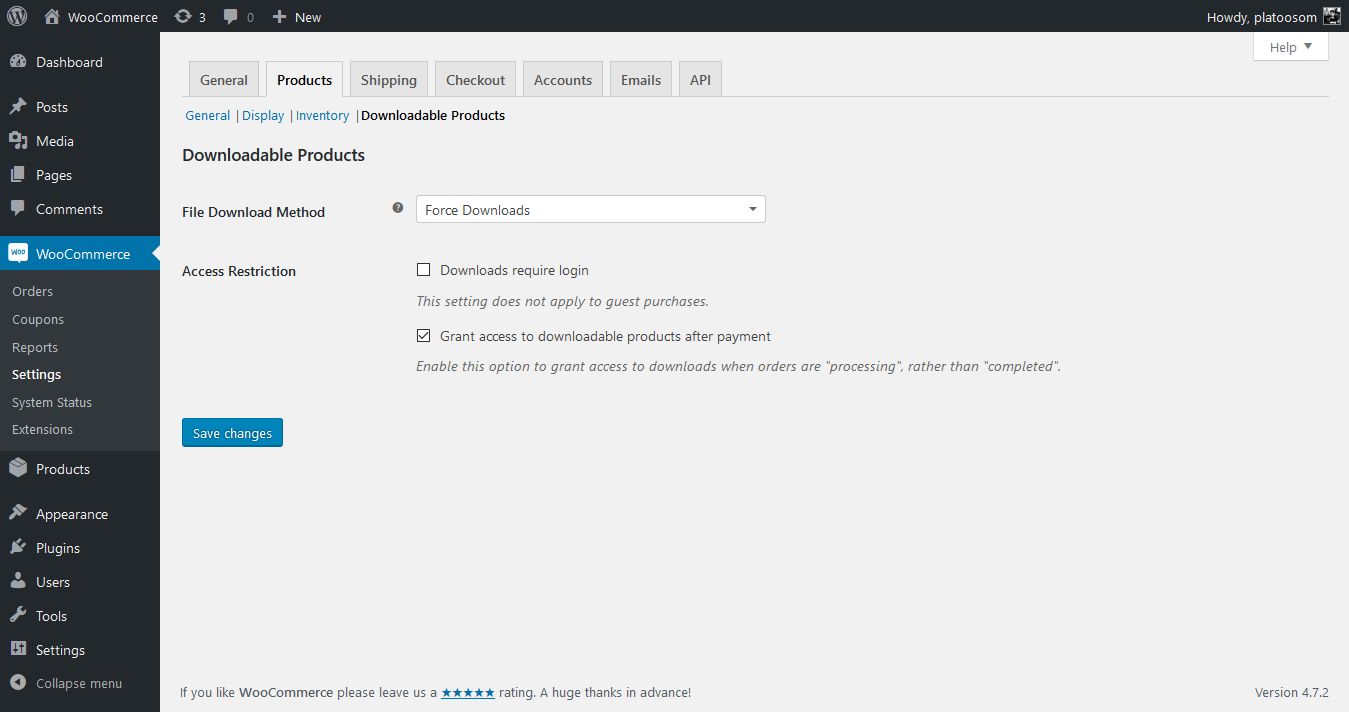 WooCommerce 3 0 New Howdy, platoosom
Help
Dashboard
Posts
Media
Pages
Comments
woo WooCommerce
Orders
Coupons
Reports
Settings
System Status
Extensions
Products
Appearance
Plugins
Users
Tools
Settings
Collapse menu
General Products Shipping Checkout Accounts Emails API
General | Display | Inventory | Downloadable Products
Downloadable Products
File Download Method ? Force Downloads
Access Restriction Downloads require login
This setting does not apply to guest purchases.
Grant access to downloadable products after payment
Enable this option to grant access to downloads when orders are "processing", rather than "completed".
Save changes
If you like WooCommerce please leave us a ★★★★★ rating. A huge thanks in advance! Version 4.7.2